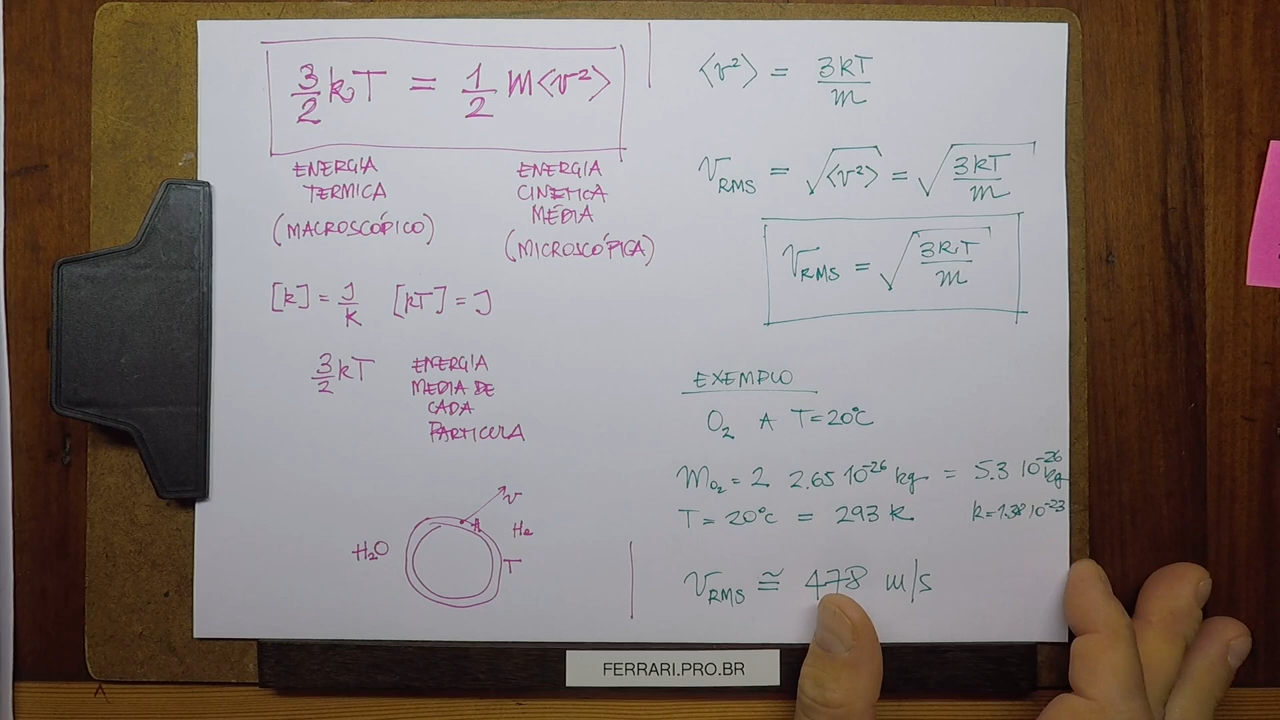 3/2 kT = 1/2 m⟨v²⟩
ENERGIA
TERMICA
(MACROSCÓPICO)
ENERGIA
CINÉTICA
MÉDIA
(MICROSCÓPICA)
[k] = J/K [kT] = J
3/2 kT
ENERGIA
MEDIA DE
CADA
PARTICULA
v
A
He
H₂O
T
⟨v²⟩ = 3kT/m
v_RMS = √⟨v²⟩ = √(3kT/m)
v_RMS = √(3kT/m)
EXEMPLO
O₂ A T=20°C
m_O₂ = 2 2.65 10⁻²⁶ kg = 5.3 10⁻²⁶ kg
T = 20°C = 293 K k=1.38 10⁻²³
v_RMS ≅ 478 m/s
FERRARI.PRO.BR